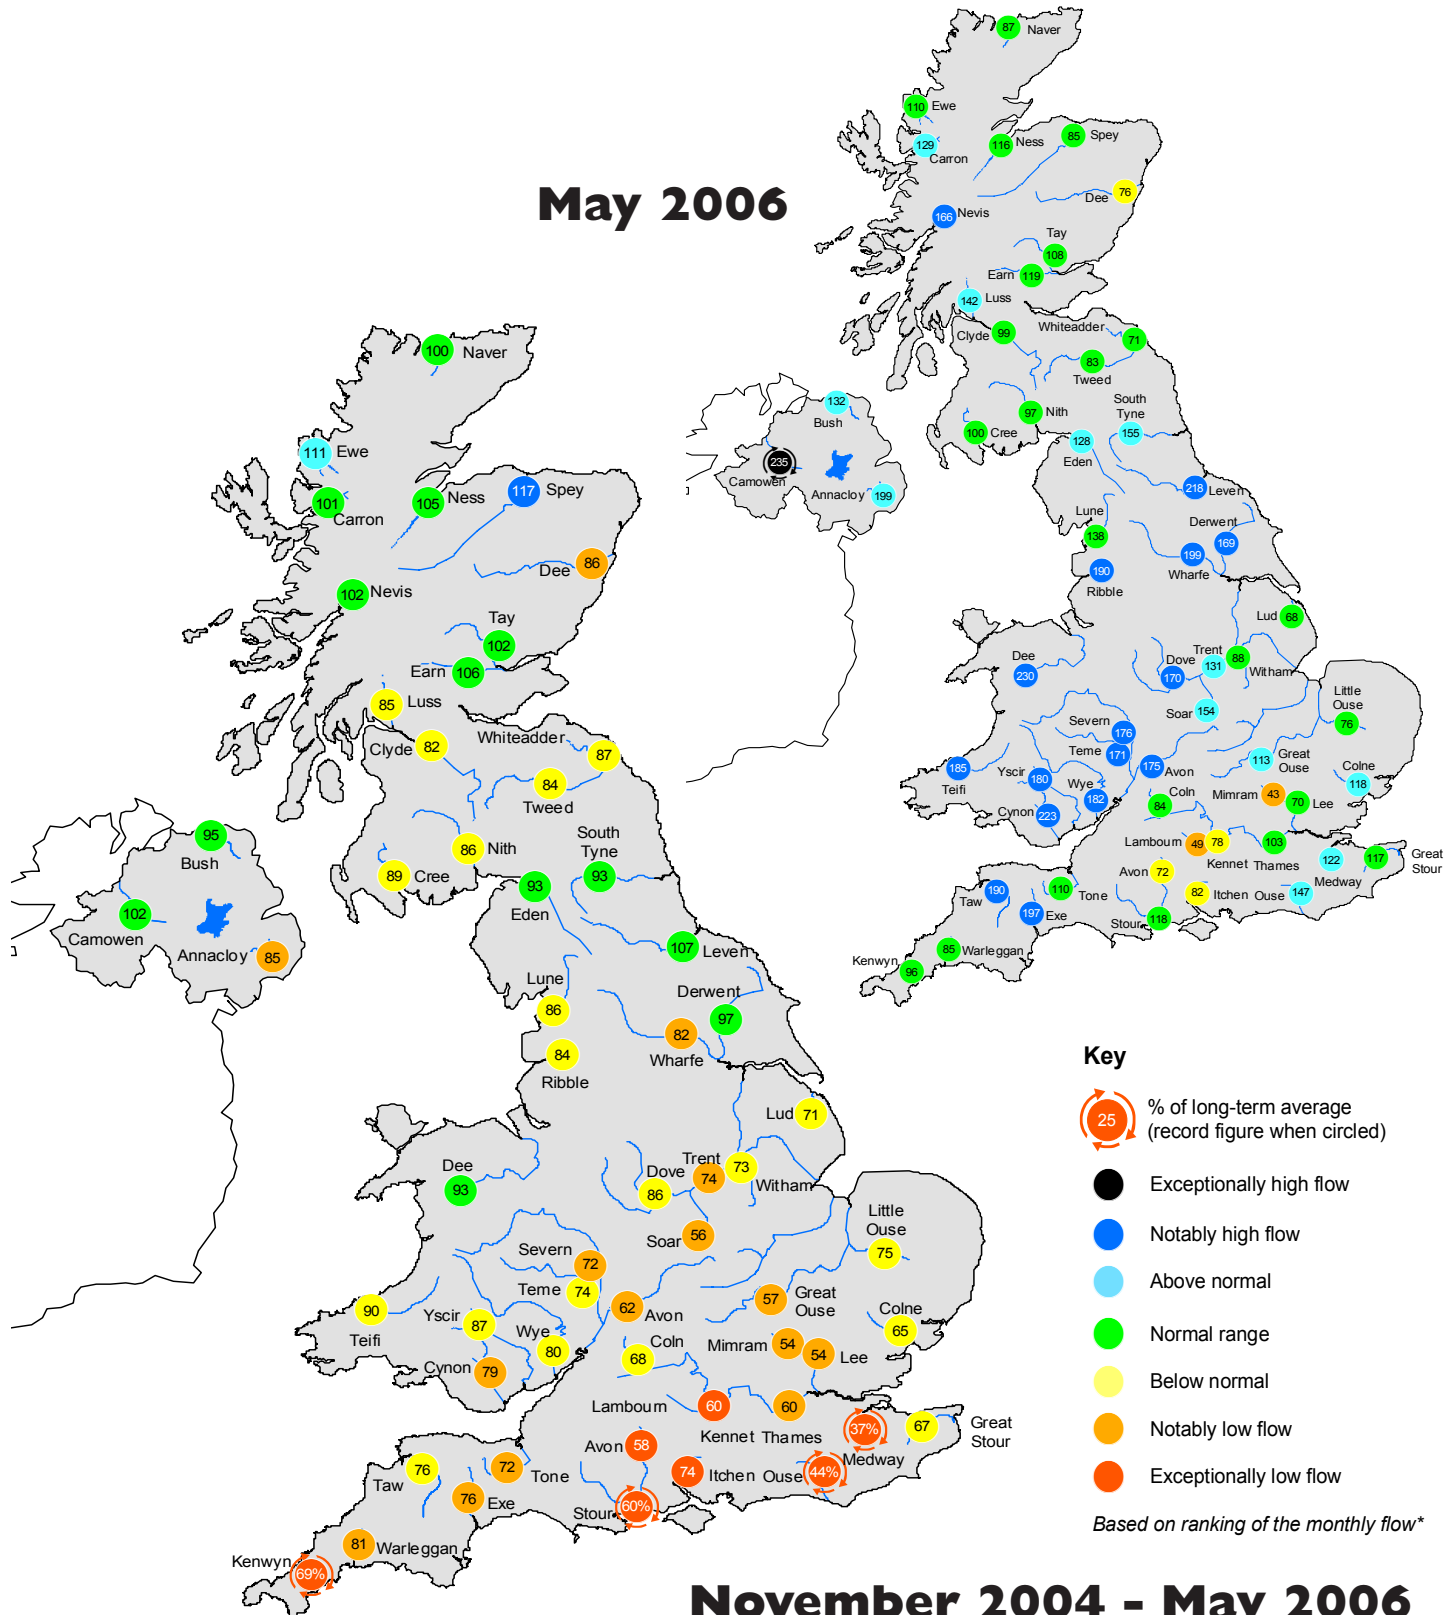 May 2006
87 Naver
110 Ewe
129
Carron
116 Ness
85 Spey
Dee 76
166 Nevis
Tay
108
Earn 119
142 Luss
Clyde 99
Whiteadder
71
83
Tweed
97 Nith
100 Cree
South
Tyne
155
128
Eden
132
Bush
235
Camowen
Annacloy 199
218 Leven
Derwent
169
199
Wharfe
Lune
138
190
Ribble
Lud 68
Dee
230
Trent
131
88
Witham
Dove
170
Soar 154
Little
Ouse
76
Severn 176
Teme 171
175 Avon
113 Great
Ouse
Colne
118
185
Teifi
Yscir 180
Wye 182
Cynon 223
Coln
84
Mimram 43
70 Lee
Lambourn 49
78
Kennet
103
Thames
122
Medway
117 Great
Stour
Avon 72
82 Itchen
Ouse 147
190
Taw
110
Tone
197 Exe
Stour 118
85 Warleggan
Kenwyn 96
100 Naver
111 Ewe
101
Carron
105 Ness
117 Spey
Dee 86
102 Nevis
Tay
102
Earn 106
85 Luss
Clyde 82
Whiteadder
87
84
Tweed
86 Nith
89 Cree
South
Tyne
93
93
Eden
95
Bush
102
Camowen
Annacloy 85
107 Leven
Derwent
97
82
Wharfe
Lune
86
84
Ribble
Lud 71
Dee
93
Trent
74
73
Witham
Dove
86
Soar 56
Little
Ouse
75
Severn 72
Teme 74
62 Avon
57 Great
Ouse
Colne
65
90
Teifi
Yscir 87
Wye 80
Cynon 79
Coln
68
Mimram 54
54 Lee
Lambourn 60
Kennet
60
Thames
37%
Medway
67 Great
Stour
Avon 58
74 Itchen
Ouse 44%
76
Taw
72 Tone
76 Exe
Stour 60%
81 Warleggan
Kenwyn
69%
Key
25 % of long-term average
(record figure when circled)
Exceptionally high flow
Notably high flow
Above normal
Normal range
Below normal
Notably low flow
Exceptionally low flow
Based on ranking of the monthly flow*
November 2004 - May 2006